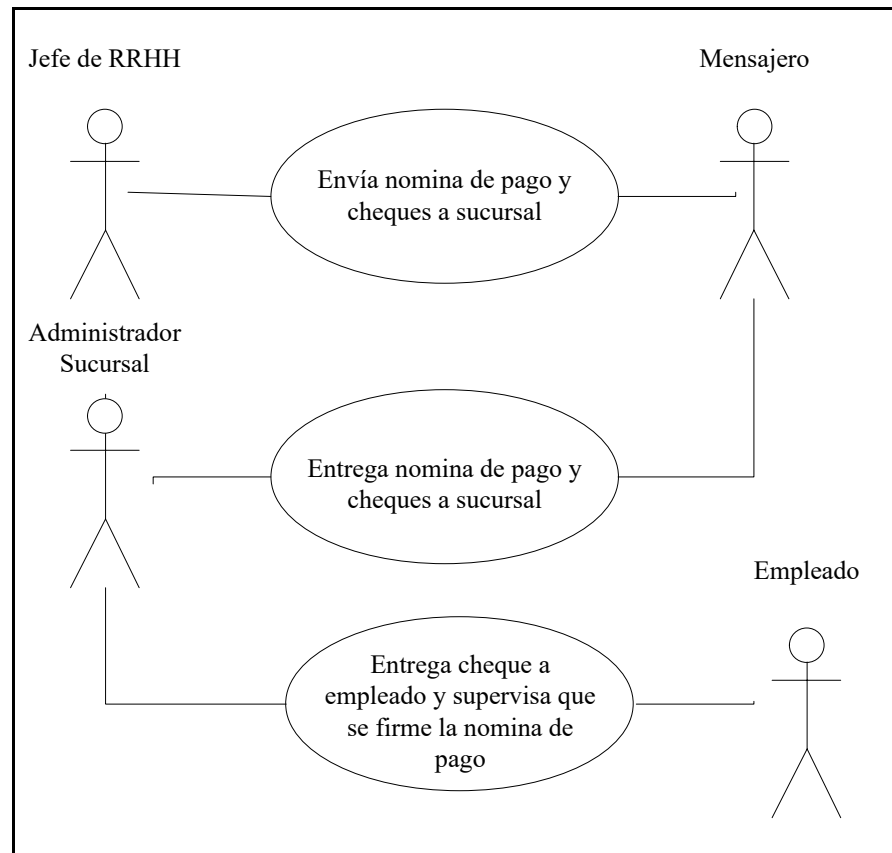 Jefe de RRHH
Mensajero
Envía nomina de pago y
cheques a sucursal
Administrador
Sucursal
Entrega nomina de pago y
cheques a sucursal
Empleado
Entrega cheque a
empleado y supervisa que
se firme la nomina de
pago